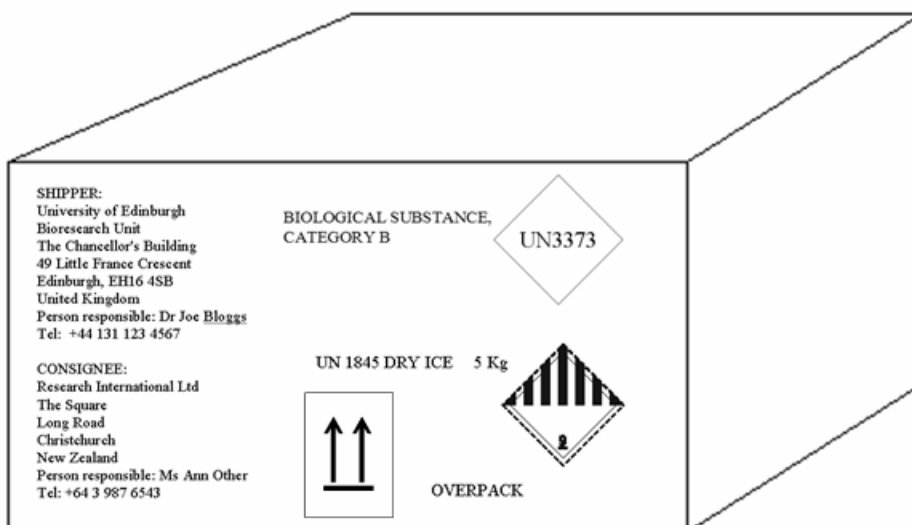 SHIPPER:
University of Edinburgh
Bioresearch Unit
The Chancellor's Building
49 Little France Crescent
Edinburgh, EH16 4SB
United Kingdom
Person responsible: Dr Joe Bloggs
Tel: +44 131 123 4567
CONSIGNEE:
Research International Ltd
The Square
Long Road
Christchurch
New Zealand
Person responsible: Ms Ann Other
Tel: +64 3 987 6543
BIOLOGICAL SUBSTANCE,
CATEGORY B
UN3373
UN 1845 DRY ICE 5 Kg
9
OVERPACK